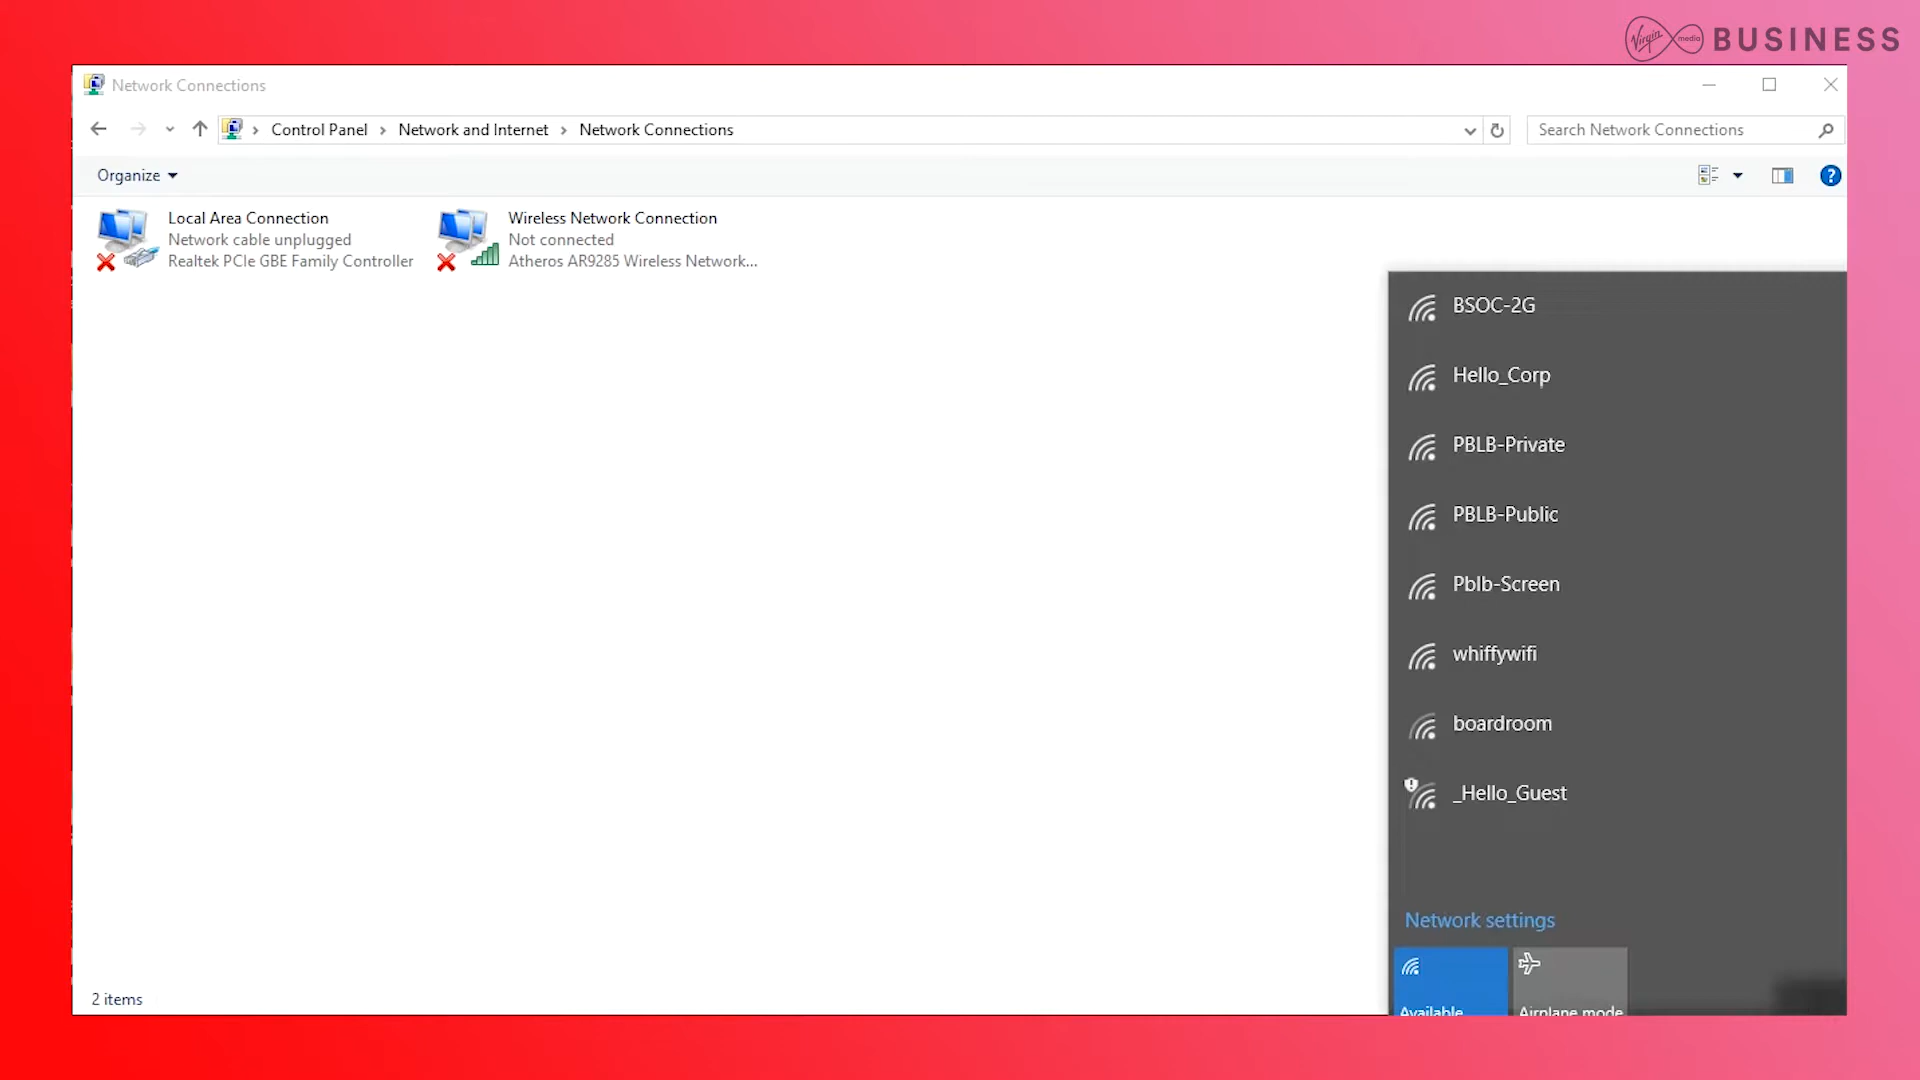 Virgin media BUSINESS
Network Connections
Control Panel > Network and Internet > Network Connections
Search Network Connections
Organize
?
Local Area Connection
Network cable unplugged
Realtek PCIe GBE Family Controller
Wireless Network Connection
Not connected
Atheros AR9285 Wireless Network...
BSOC-2G
Hello_Corp
PBLB-Private
PBLB-Public
Pblb-Screen
whiffywifi
boardroom
_Hello_Guest
Network settings
Available
Airplane mode
2 items